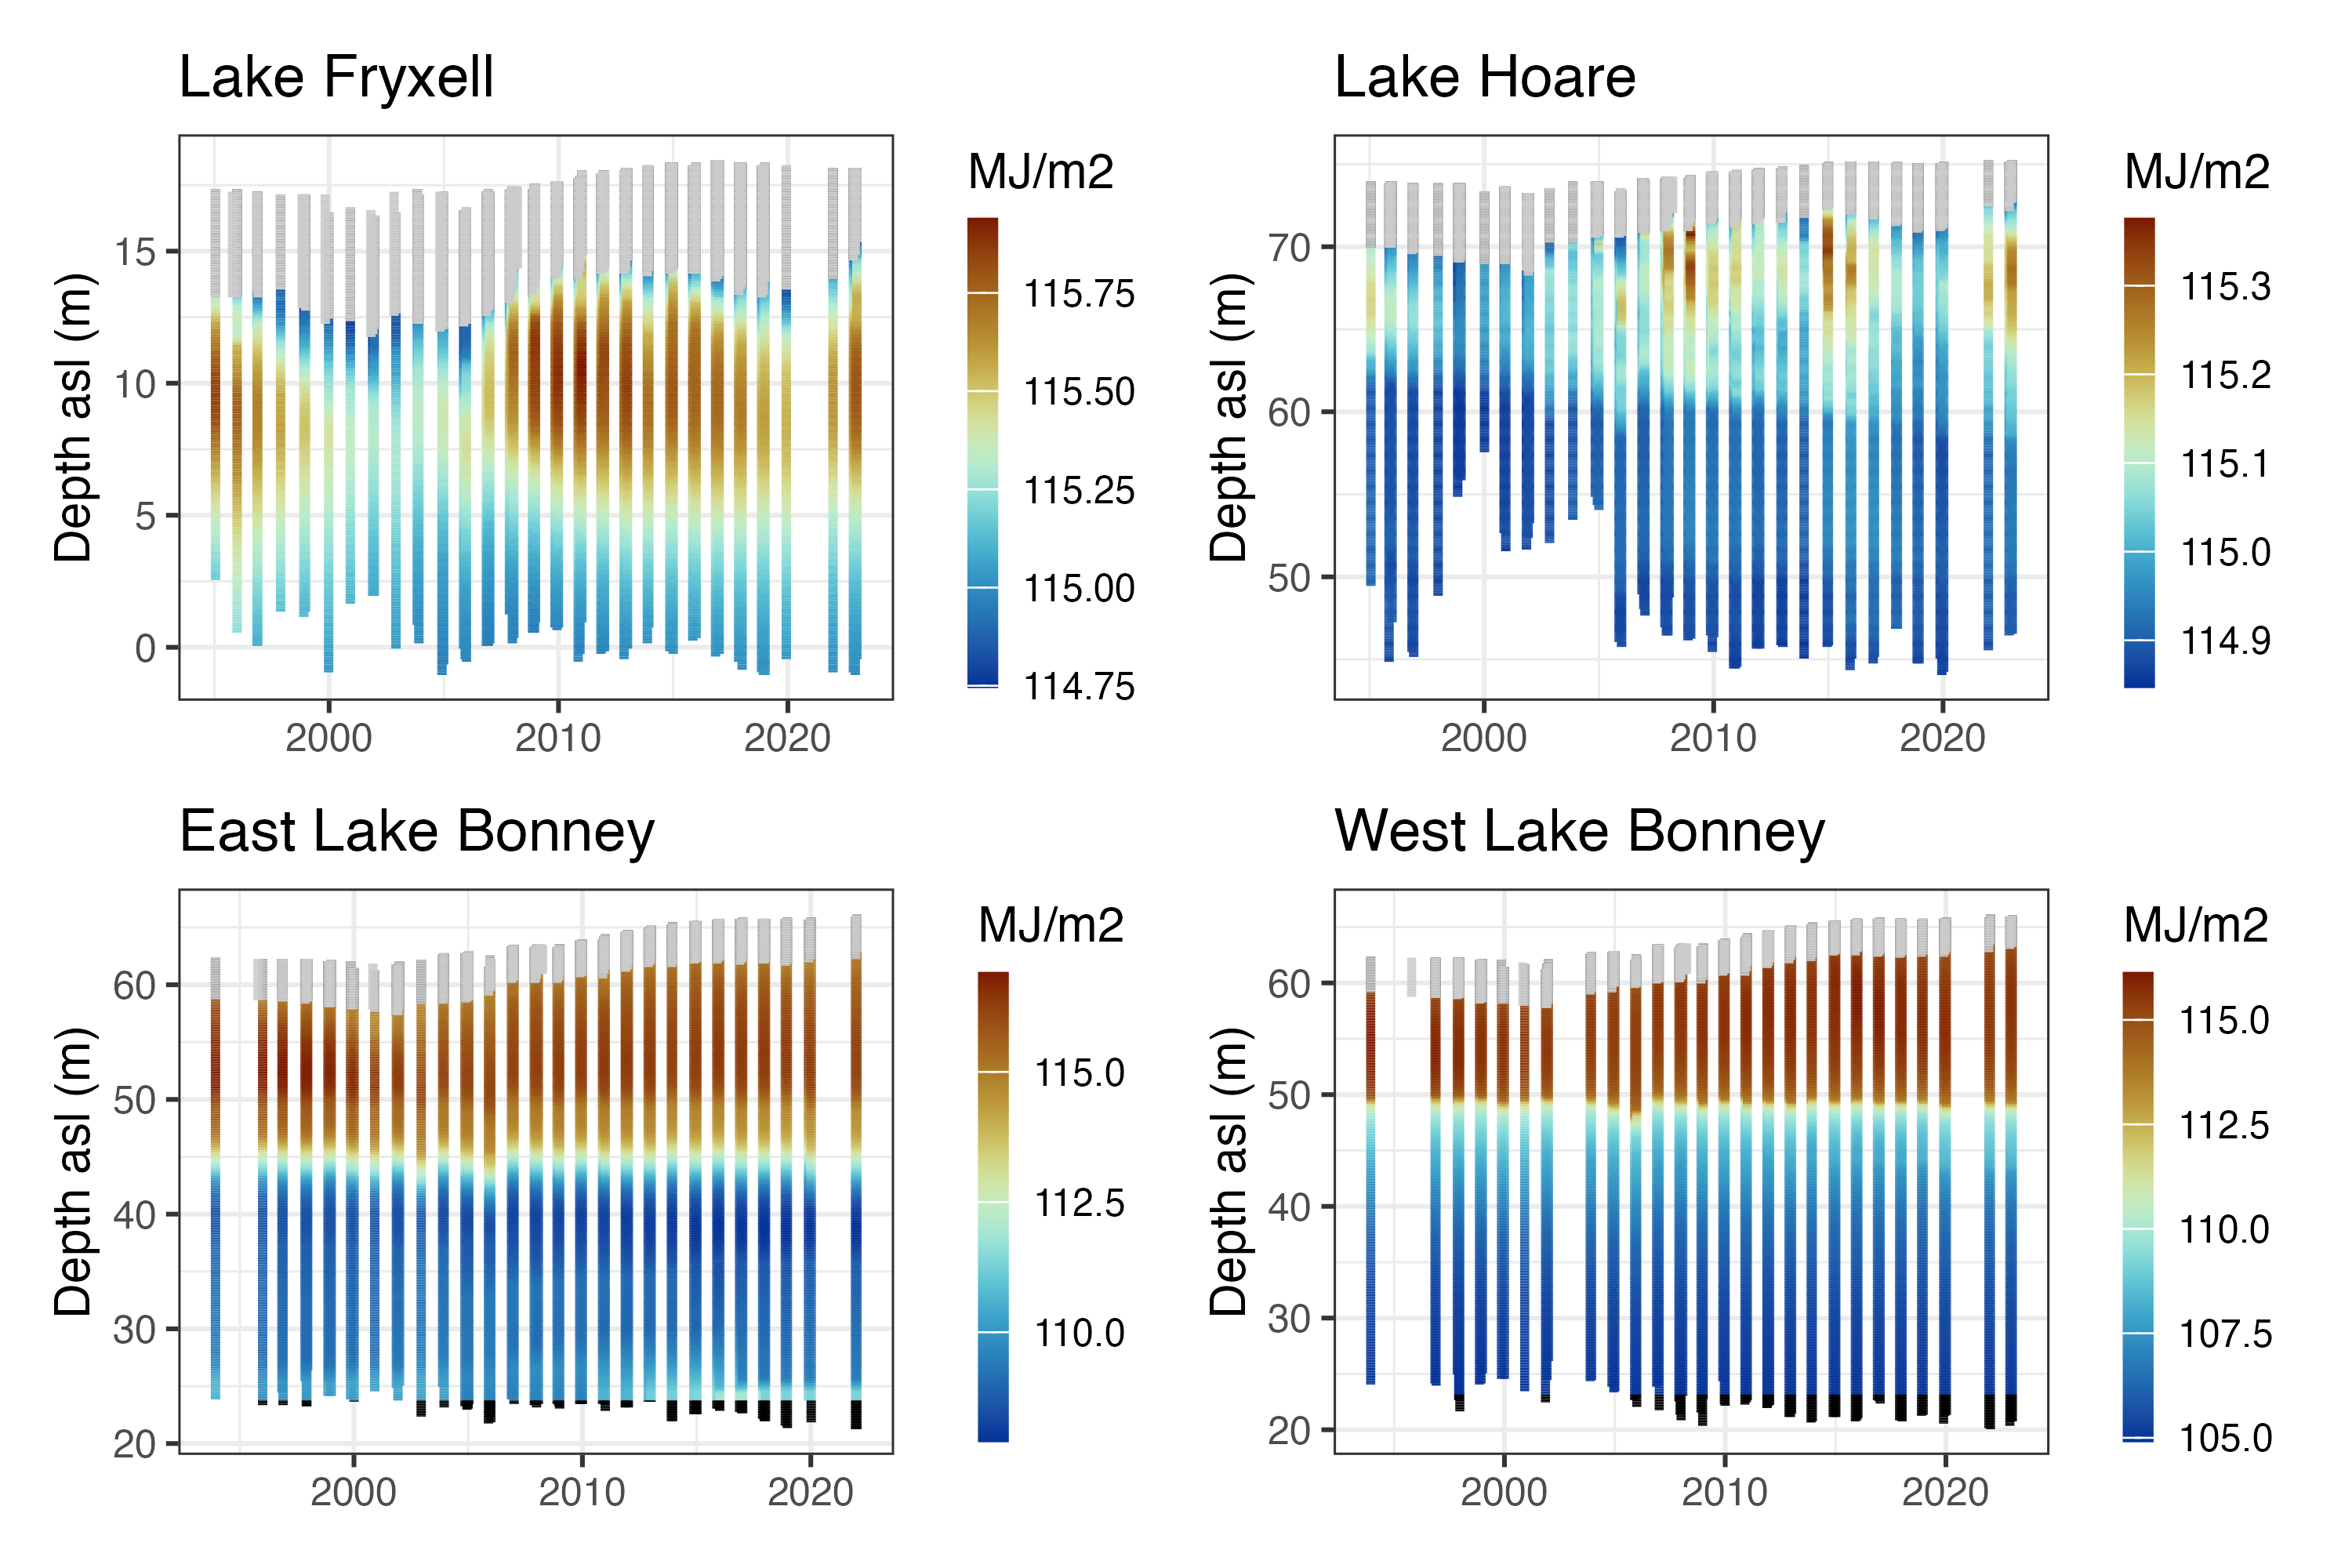 Lake Fryxell
Depth asl (m)
15
10
5
0
2000 2010 2020
MJ/m2
115.75
115.50
115.25
115.00
114.75
Lake Hoare
Depth asl (m)
70
60
50
2000 2010 2020
MJ/m2
115.3
115.2
115.1
115.0
114.9
East Lake Bonney
Depth asl (m)
60
50
40
30
20
2000 2010 2020
MJ/m2
115.0
112.5
110.0
West Lake Bonney
Depth asl (m)
60
50
40
30
20
2000 2010 2020
MJ/m2
115.0
112.5
110.0
107.5
105.0